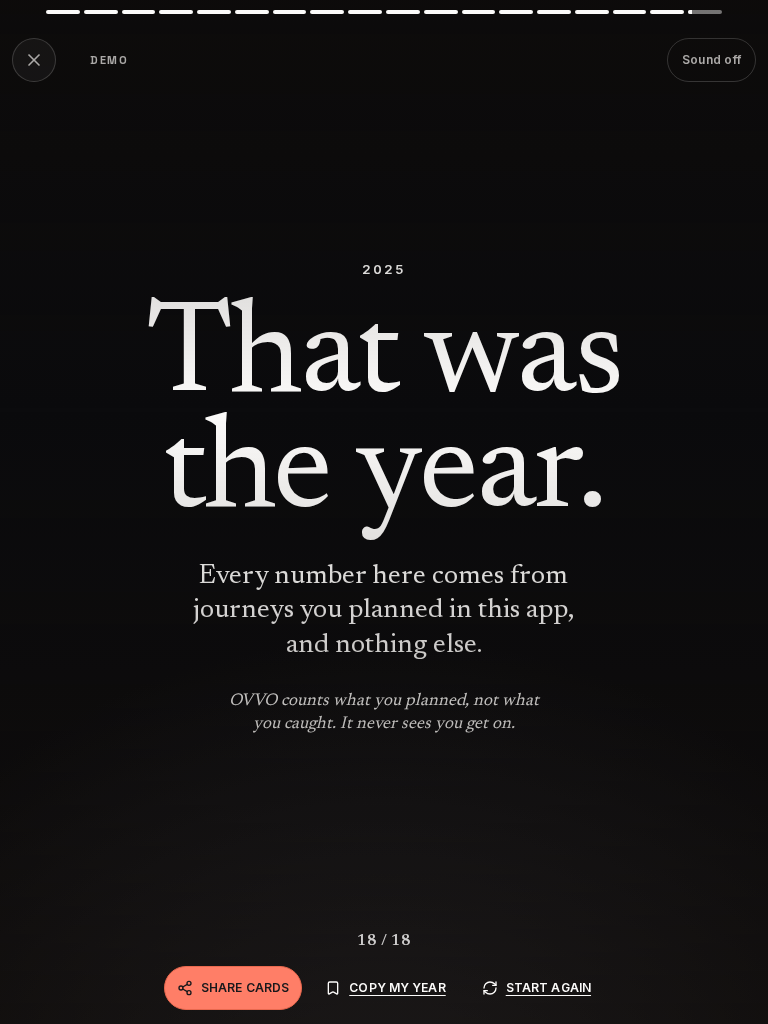 DEMO
Sound off
2025
That was
the year.
Every number here comes from
journeys you planned in this app,
and nothing else.
OVVO counts what you planned, not what
you caught. It never sees you get on.
18 / 18
SHARE CARDS
COPY MY YEAR
START AGAIN